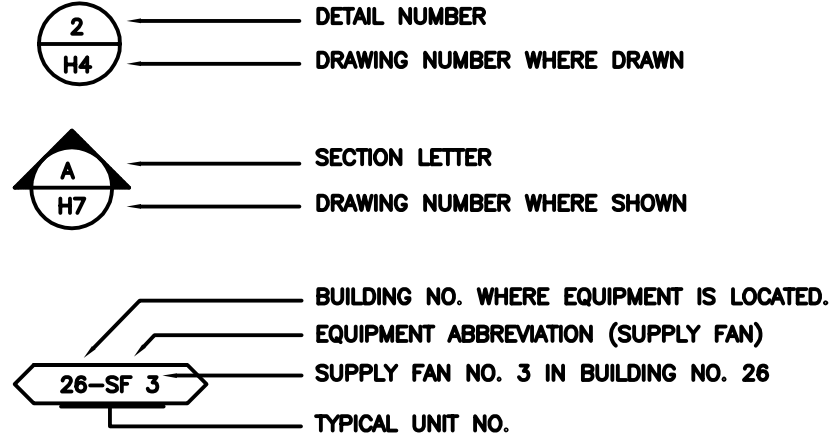 2 DETAIL NUMBER
H4 DRAWING NUMBER WHERE DRAWN
A SECTION LETTER
H7 DRAWING NUMBER WHERE SHOWN
BUILDING NO. WHERE EQUIPMENT IS LOCATED.
EQUIPMENT ABBREVIATION (SUPPLY FAN)
26-SF 3 SUPPLY FAN NO. 3 IN BUILDING NO. 26
TYPICAL UNIT NO.